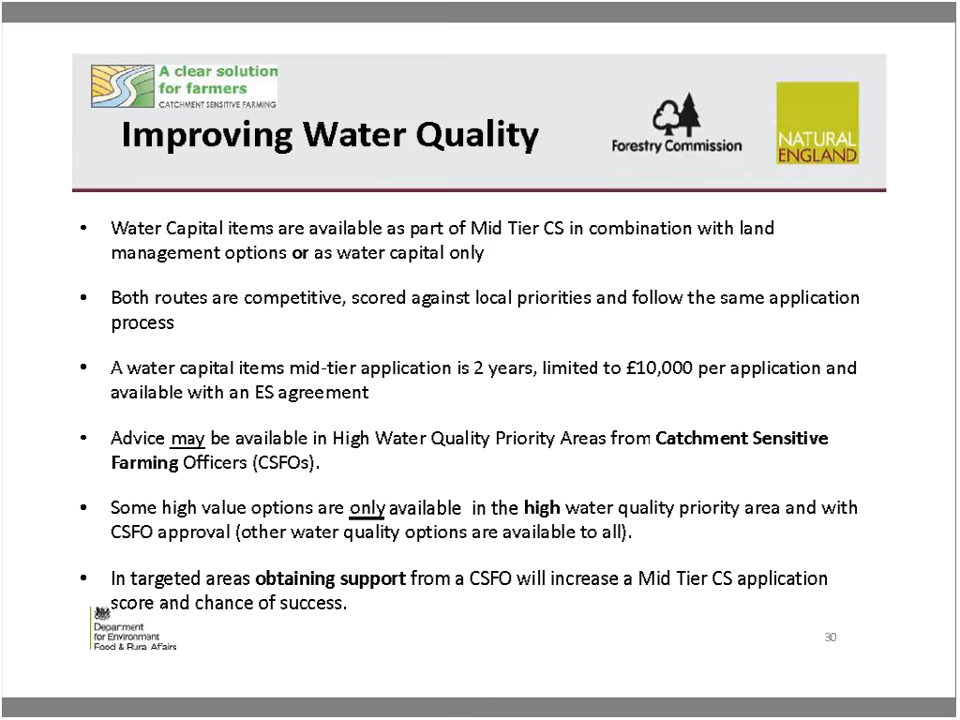 A clear solution
for farmers
CATCHMENT SENSITIVE FARMING
Improving Water Quality
Forestry Commission
NATURAL
ENGLAND
• Water Capital items are available as part of Mid Tier CS in combination with land
management options or as water capital only
• Both routes are competitive, scored against local priorities and follow the same application
process
• A water capital items mid-tier application is 2 years, limited to £10,000 per application and
available with an ES agreement
• Advice may be available in High Water Quality Priority Areas from Catchment Sensitive
Farming Officers (CSFOs).
• Some high value options are only available in the high water quality priority area and with
CSFO approval (other water quality options are available to all).
• In targeted areas obtaining support from a CSFO will increase a Mid Tier CS application
score and chance of success.
Department
for Environment
Food & Rural Affairs
30